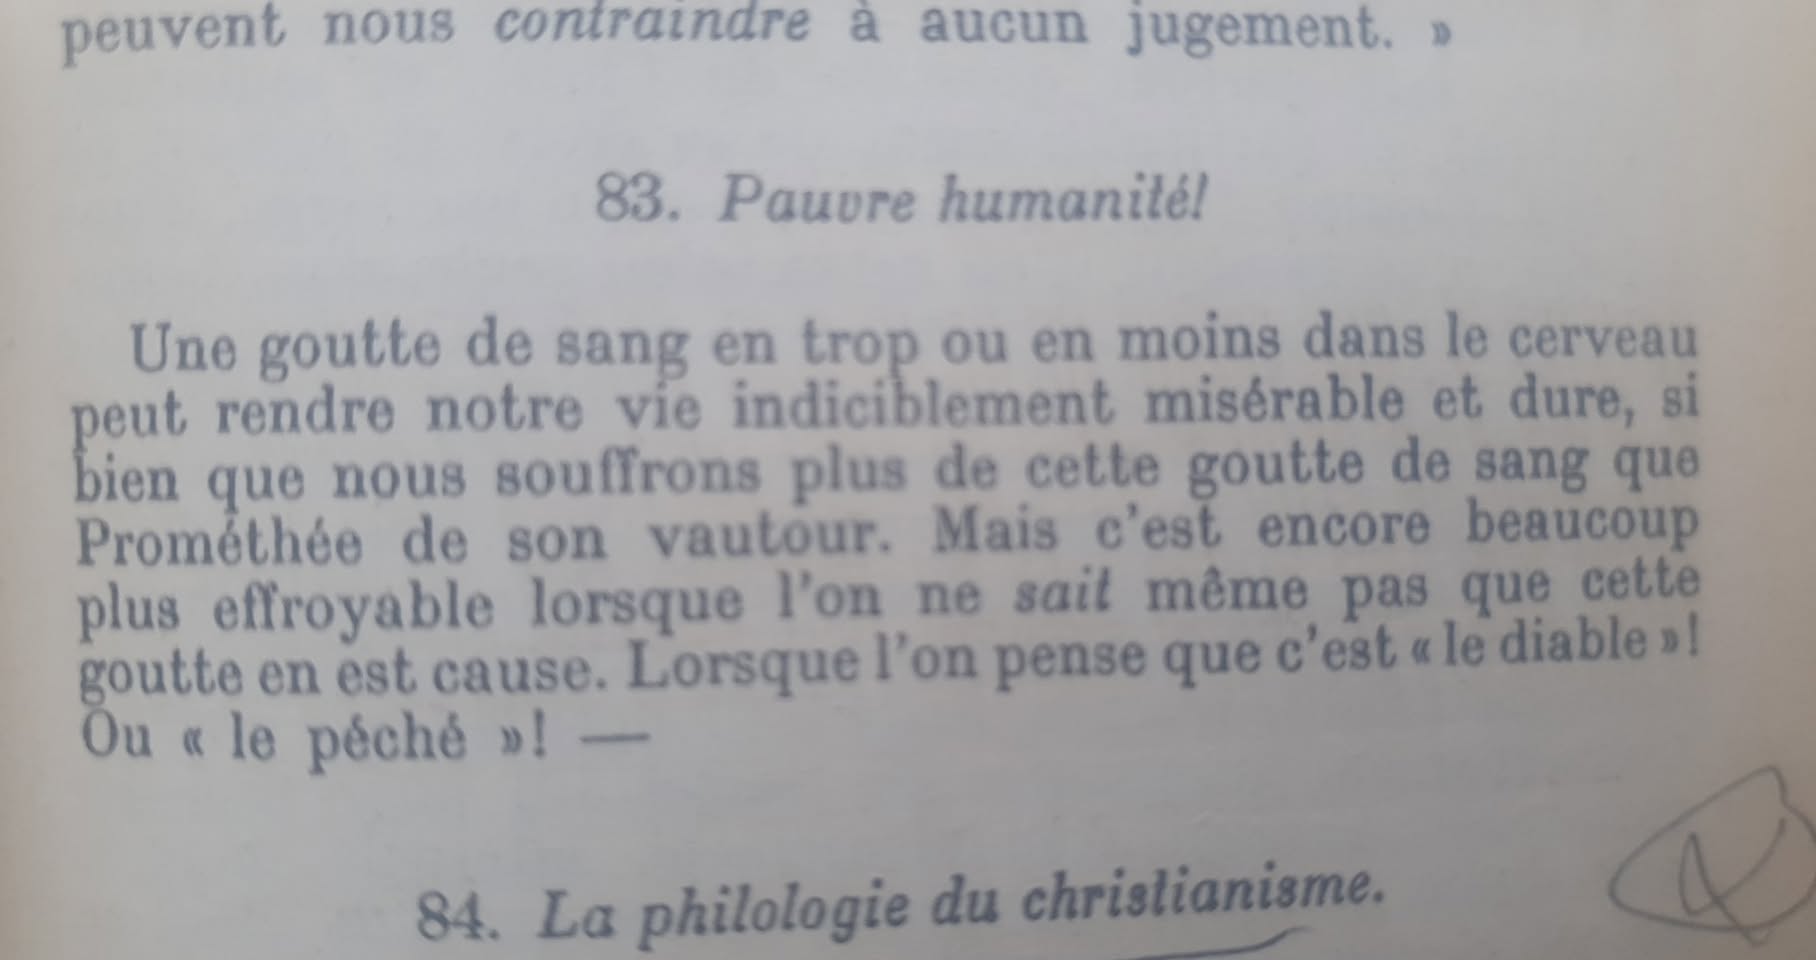 peuvent nous contraindre à aucun jugement. »
83. Pauvre humanité!
Une goutte de sang en trop ou en moins dans le cerveau
peut rendre notre vie indiciblement misérable et dure, si
bien que nous souffrons plus de cette goutte de sang que
Prométhée de son vautour. Mais c'est encore beaucoup
plus effroyable lorsque l'on ne sait même pas que cette
goutte en est cause. Lorsque l'on pense que c'est « le diable »!
Ou « le péché »! —
84. La philologie du christianisme.